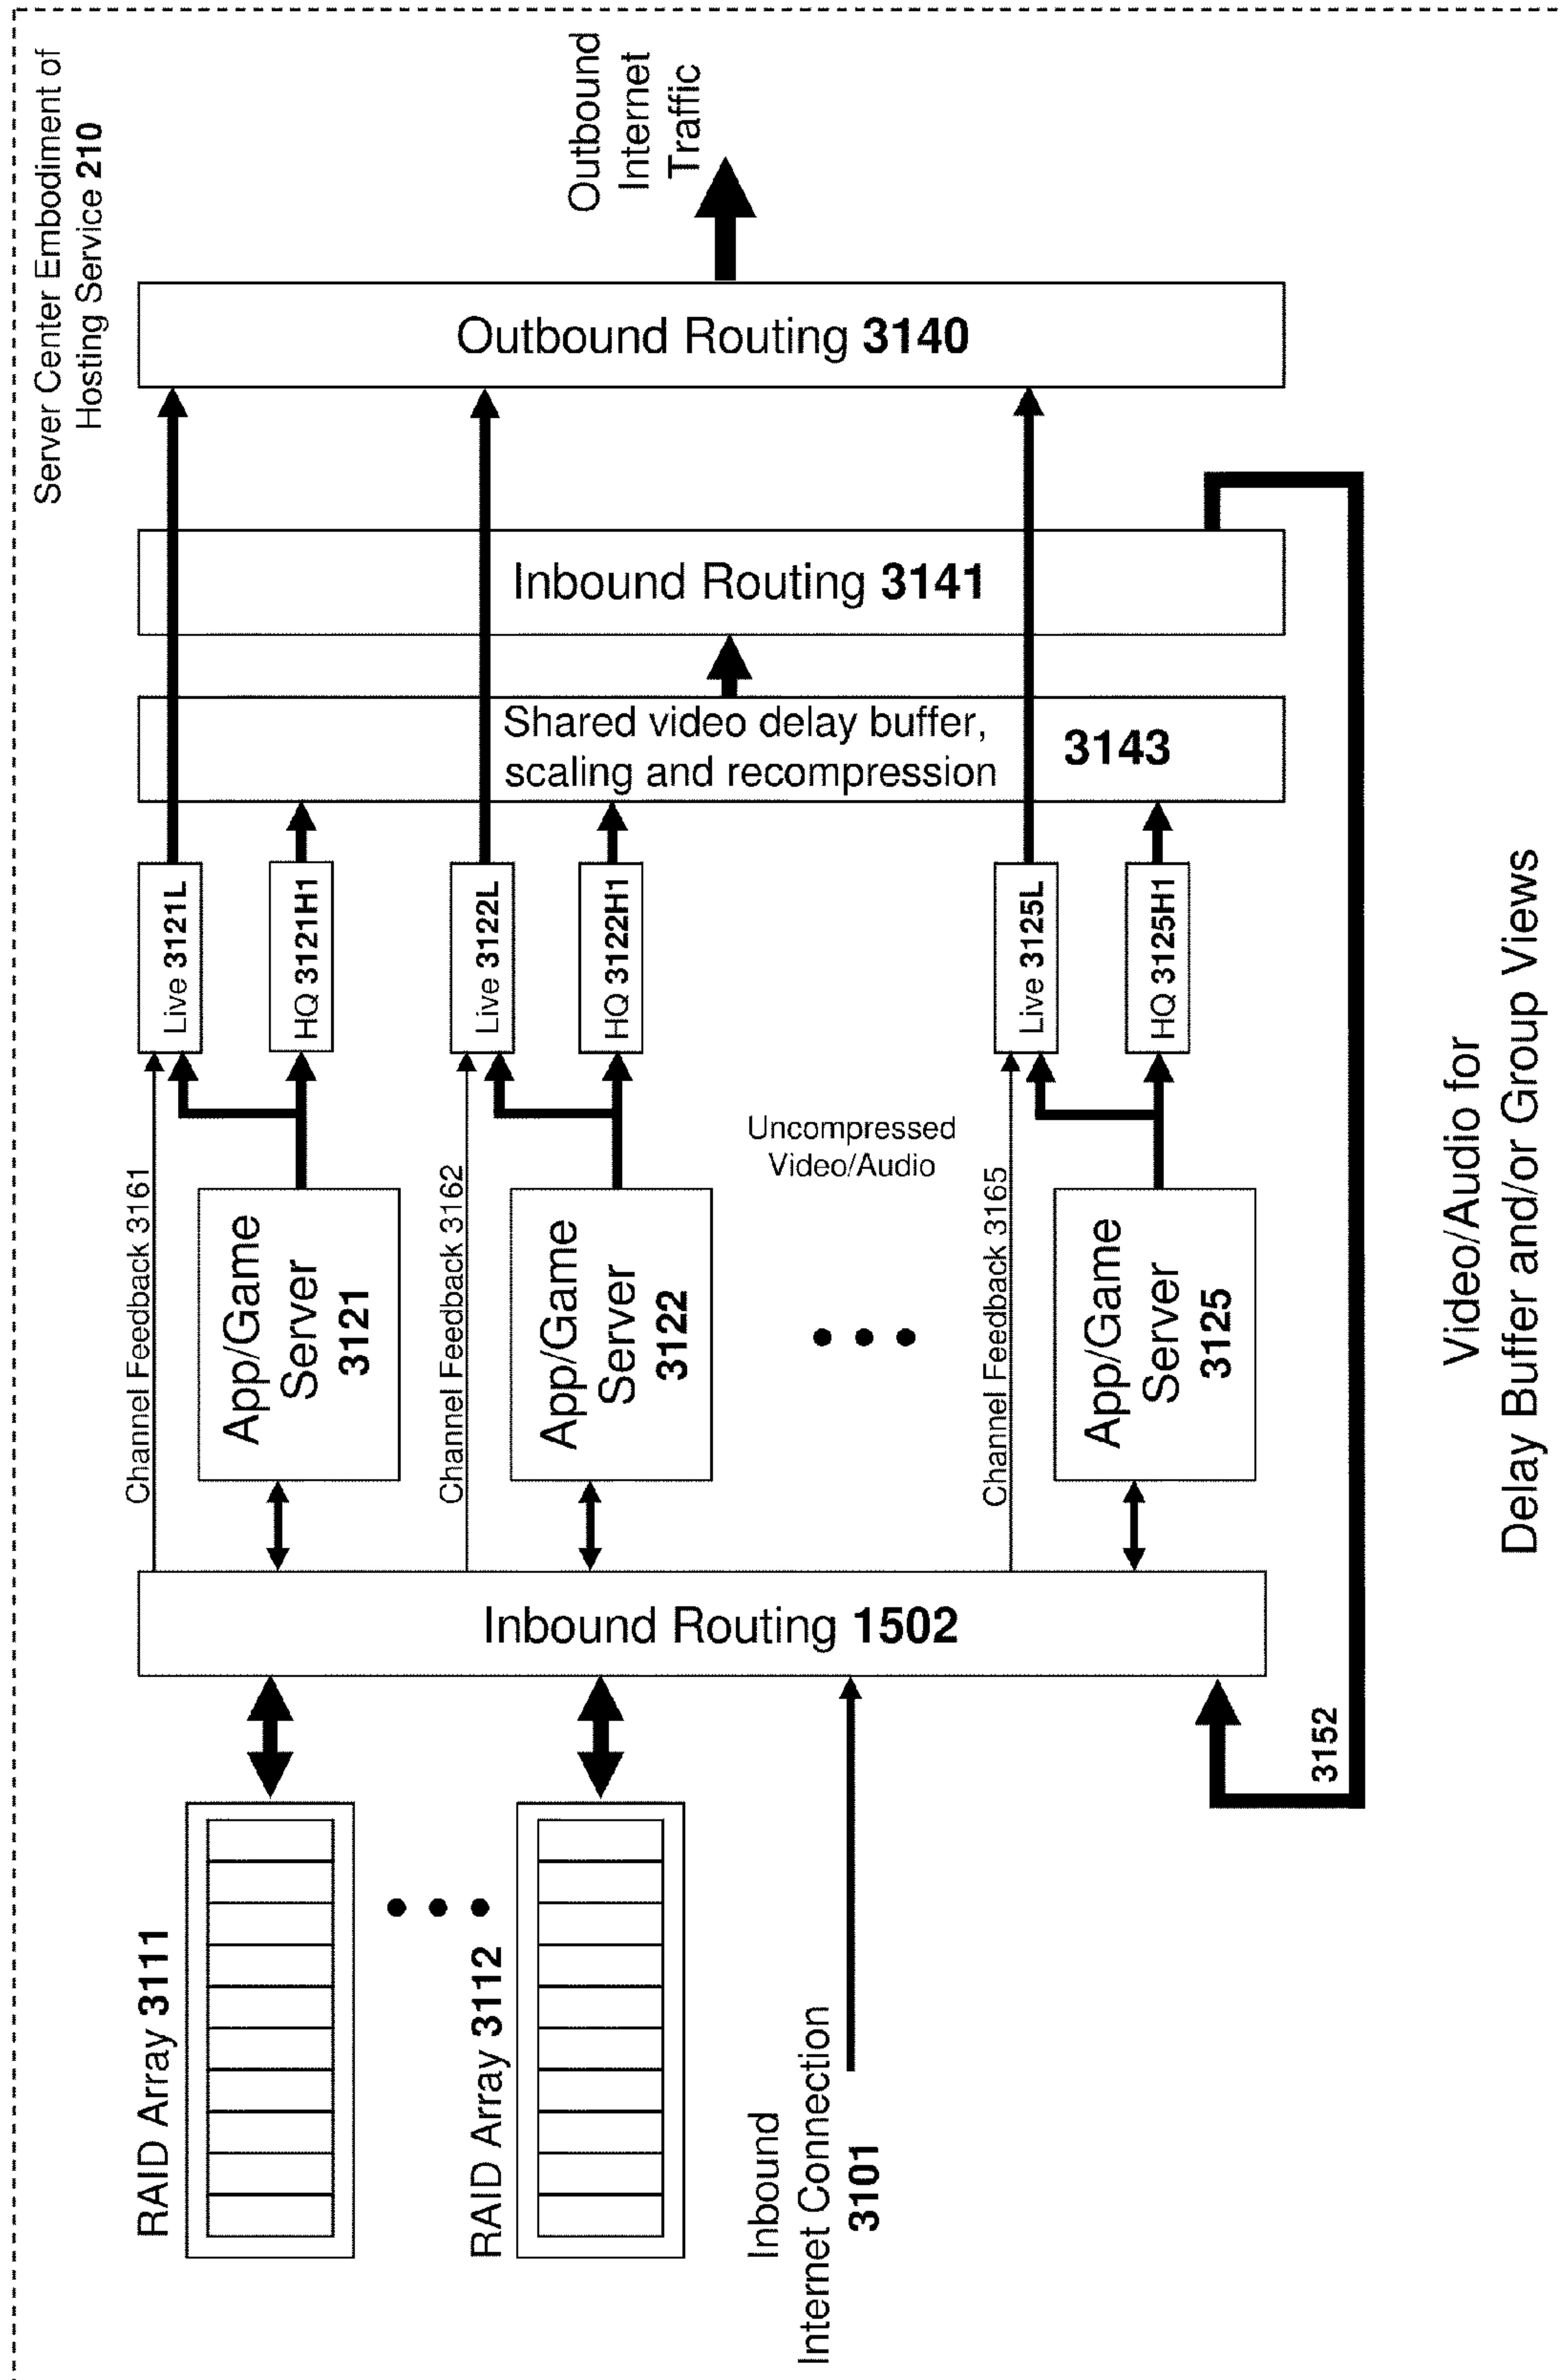 Server Center Embodiment of
Hosting Service 210
RAID Array 3111
RAID Array 3112
Inbound
Internet Connection
3101
Inbound Routing 1502
3152
Channel Feedback 3161
App/Game
Server
3121
Channel Feedback 3162
App/Game
Server
3122
Uncompressed
Video/Audio
Channel Feedback 3165
App/Game
Server
3125
Live 3121L
HQ 3121H1
Live 3122L
HQ 3122H1
Live 3125L
HQ 3125H1
Shared video delay buffer,
scaling and recompression
3143
Inbound Routing 3141
Outbound Routing 3140
Outbound
Internet
Traffic
Video/Audio for
Delay Buffer and/or Group Views